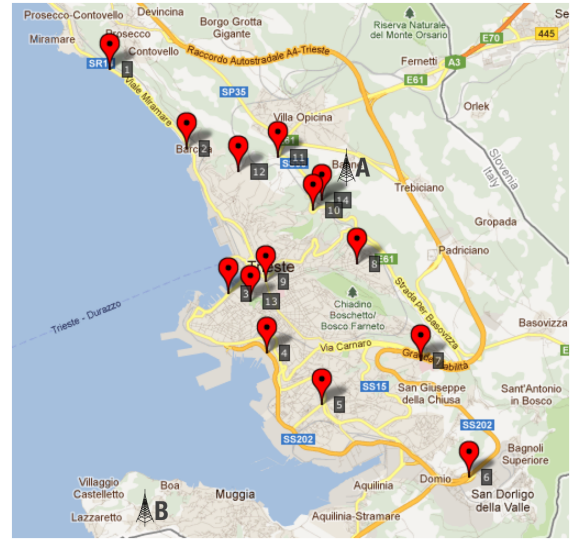 Prosecco-Contovello
Devincina
Borgo Grotta
Gigante
Riserva Naturale
del Monte Orsario
Se
445
E70
Miramare
Prosecco
Contovello
SR14
1
Raccordo Autostradale A4-Trieste
Fernetti
A3
E61
Viale Miramare
SP35
Orlek
Villa Opicina
Slovenia
Italy
Barcola
2
E61
11
12
A
Trebiciano
14
10
Gropada
Padriciano
E61
8
Trieste
9
3
13
Trieste - Durazzo
Chiadino
Boschetto/
Bosco Farneto
Strada per Basovizza
Basovizza
4
Via Carnaro
7
SS15
San Giuseppe
della Chiusa
Sant'Antonio
in Bosco
5
SS202
SS202
Bagnoli
Superiore
6
Villaggio
Castelletto
Boa
Muggia
Aquilinia
Domio
San Dorligo
della Valle
Lazzaretto
B
Aquilinia-Stramare